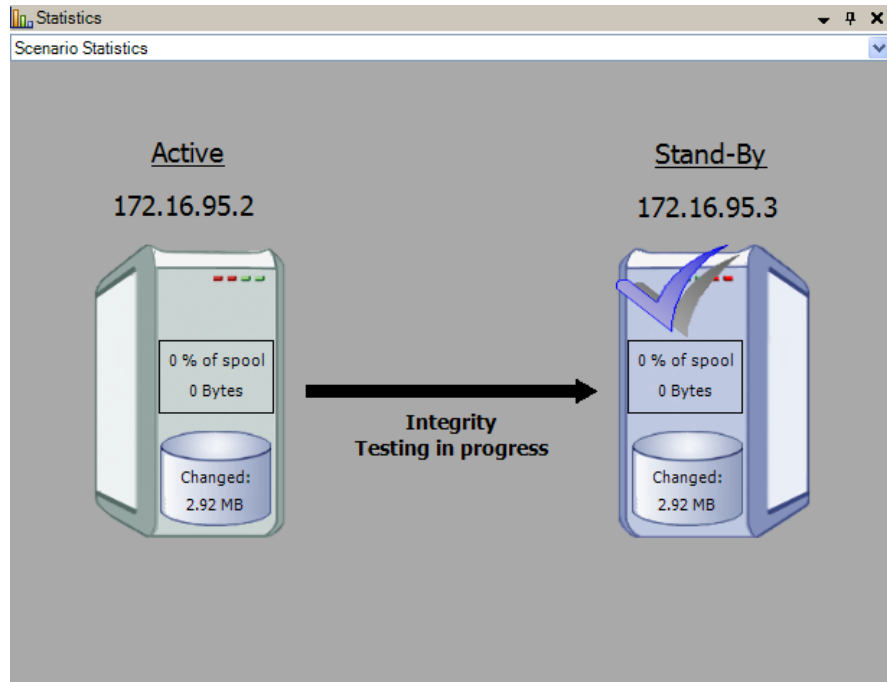 Statistics
Scenario Statistics
Active
Stand-By
172.16.95.2
172.16.95.3
0 % of spool
0 Bytes
0 % of spool
0 Bytes
Integrity
Testing in progress
Changed:
2.92 MB
Changed:
2.92 MB